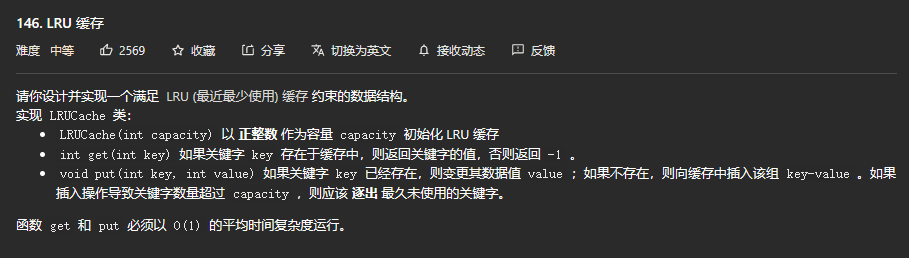 146. LRU 缓存
难度 中等 2569 收藏 分享 切换为英文 接收动态 反馈
请你设计并实现一个满足 LRU (最近最少使用) 缓存 约束的数据结构。
实现 LRUCache 类：
• LRUCache(int capacity) 以 正整数 作为容量 capacity 初始化 LRU 缓存
• int get(int key) 如果关键字 key 存在于缓存中，则返回关键字的值，否则返回 -1 。
• void put(int key, int value) 如果关键字 key 已经存在，则变更其数据值 value ；如果不存在，则向缓存中插入该组 key-value 。如果
插入操作导致关键字数量超过 capacity ，则应该 逐出 最久未使用的关键字。
函数 get 和 put 必须以 O(1) 的平均时间复杂度运行。